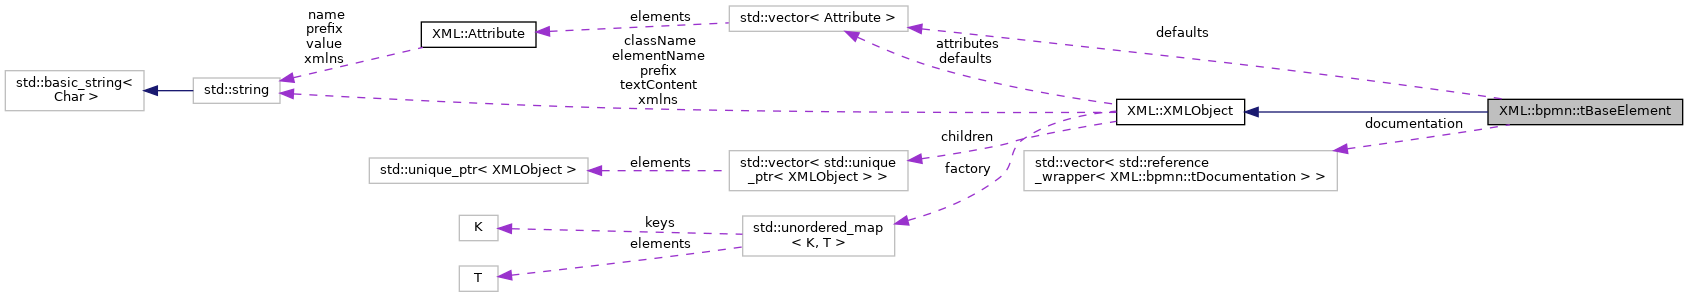 name
prefix
value
xmlns
elements
std::vector< Attribute >
XML::Attribute
defaults
className
elementName
prefix
textContent
xmlns
attributes
defaults
std::basic_string<
Char >
std::string
XML::XMLObject
XML::bpmn::tBaseElement
documentation
children
std::unique_ptr< XMLObject >
elements
std::vector< std::unique
_ptr< XMLObject > >
factory
std::vector< std::reference
_wrapper< XML::bpmn::tDocumentation > >
K
keys
elements
std::unordered_map
< K, T >
T